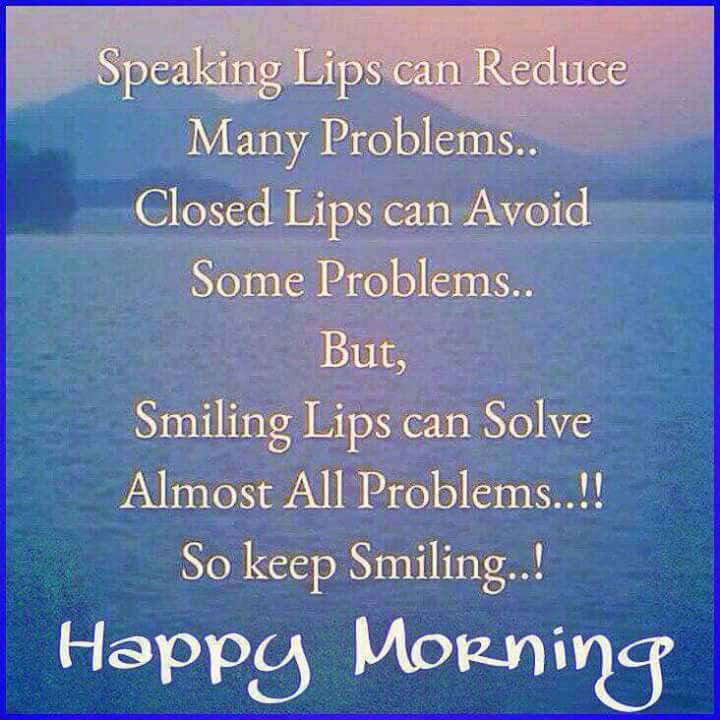 Speaking Lips can Reduce
Many Problems..
Closed Lips can Avoid
Some Problems..
But,
Smiling Lips can Solve
Almost All Problems..!!
So keep Smiling..!
Happy Morning